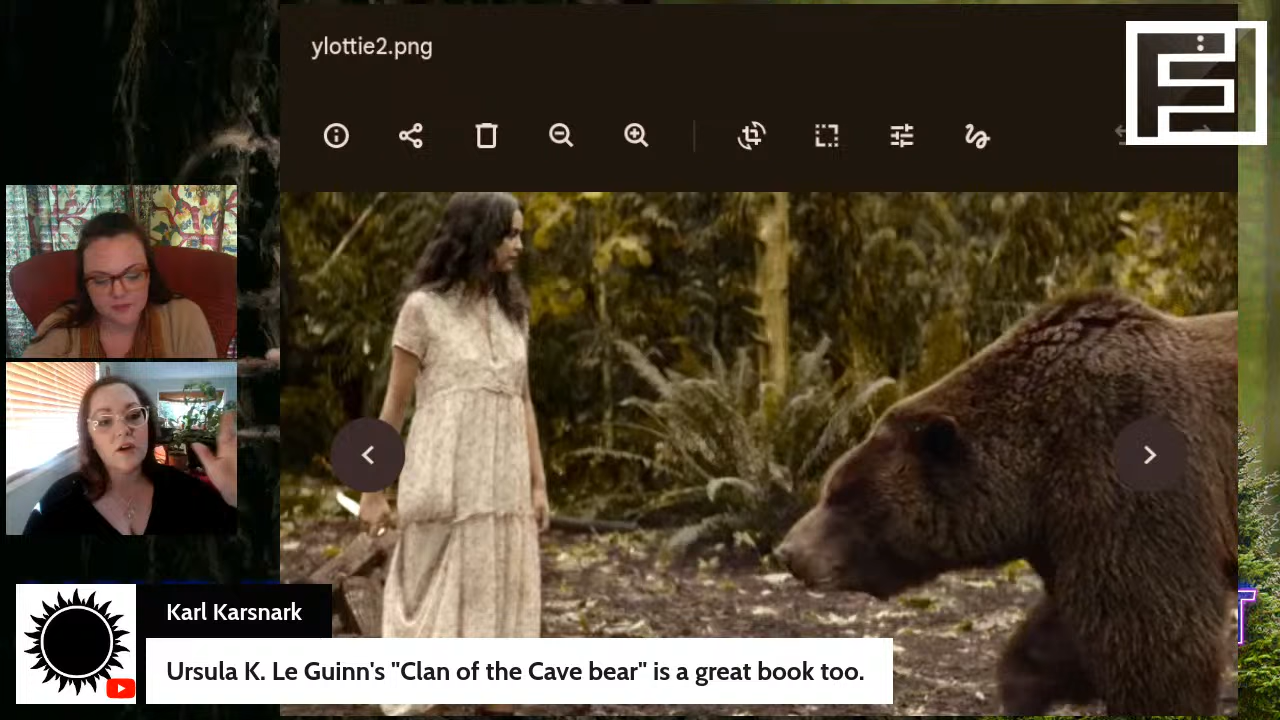 ylottie2.png
Karl Karsnark
Ursula K. Le Guinn's "Clan of the Cave bear" is a great book too.